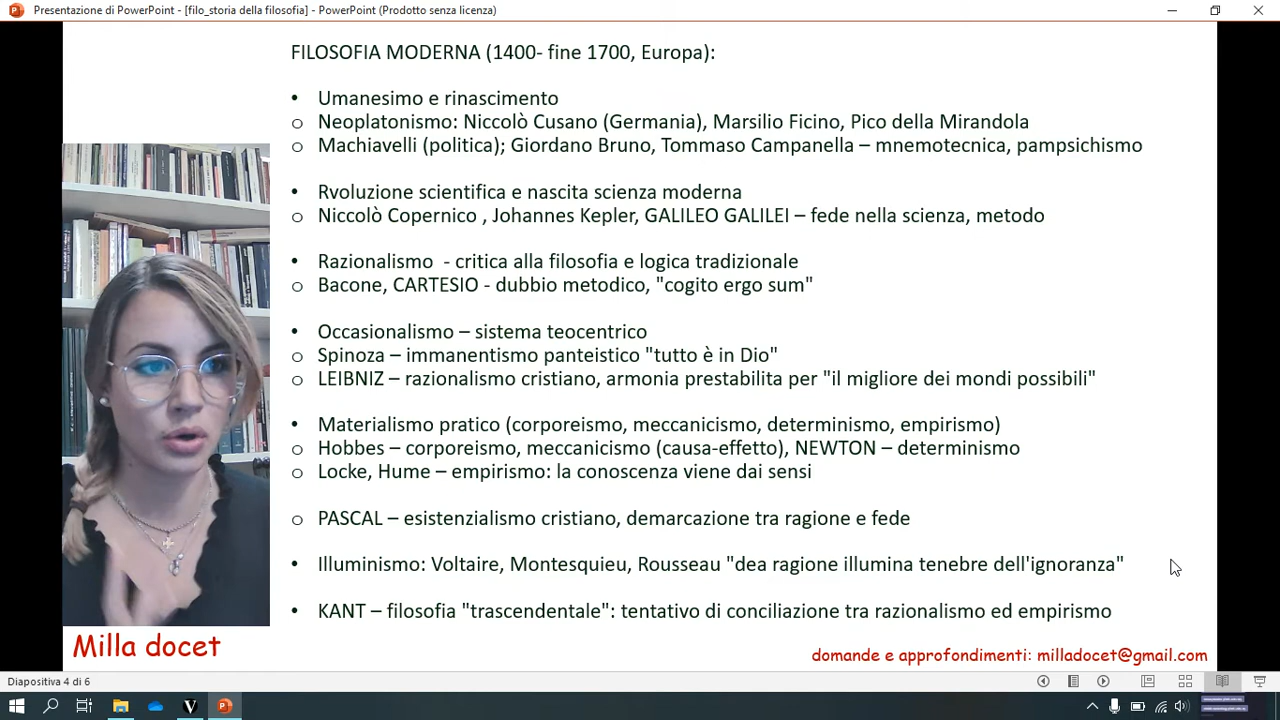 Presentazione di PowerPoint - [filo_storia della filosofia] - PowerPoint (Prodotto senza licenza)
FILOSOFIA MODERNA (1400- fine 1700, Europa):
• Umanesimo e rinascimento
o Neoplatonismo: Niccolò Cusano (Germania), Marsilio Ficino, Pico della Mirandola
o Machiavelli (politica); Giordano Bruno, Tommaso Campanella – mnemotecnica, pampsichismo
• Rvoluzione scientifica e nascita scienza moderna
o Niccolò Copernico , Johannes Kepler, GALILEO GALILEI – fede nella scienza, metodo
• Razionalismo - critica alla filosofia e logica tradizionale
o Bacone, CARTESIO - dubbio metodico, "cogito ergo sum"
• Occasionalismo – sistema teocentrico
o Spinoza – immanentismo panteistico "tutto è in Dio"
o LEIBNIZ – razionalismo cristiano, armonia prestabilita per "il migliore dei mondi possibili"
• Materialismo pratico (corporeismo, meccanicismo, determinismo, empirismo)
o Hobbes – corporeismo, meccanicismo (causa-effetto), NEWTON – determinismo
o Locke, Hume – empirismo: la conoscenza viene dai sensi
o PASCAL – esistenzialismo cristiano, demarcazione tra ragione e fede
• Illuminismo: Voltaire, Montesquieu, Rousseau "dea ragione illumina tenebre dell'ignoranza"
• KANT – filosofia "trascendentale": tentativo di conciliazione tra razionalismo ed empirismo
Milla docet
domande e approfondimenti: milladocet@gmail.com
Diapositiva 4 di 6